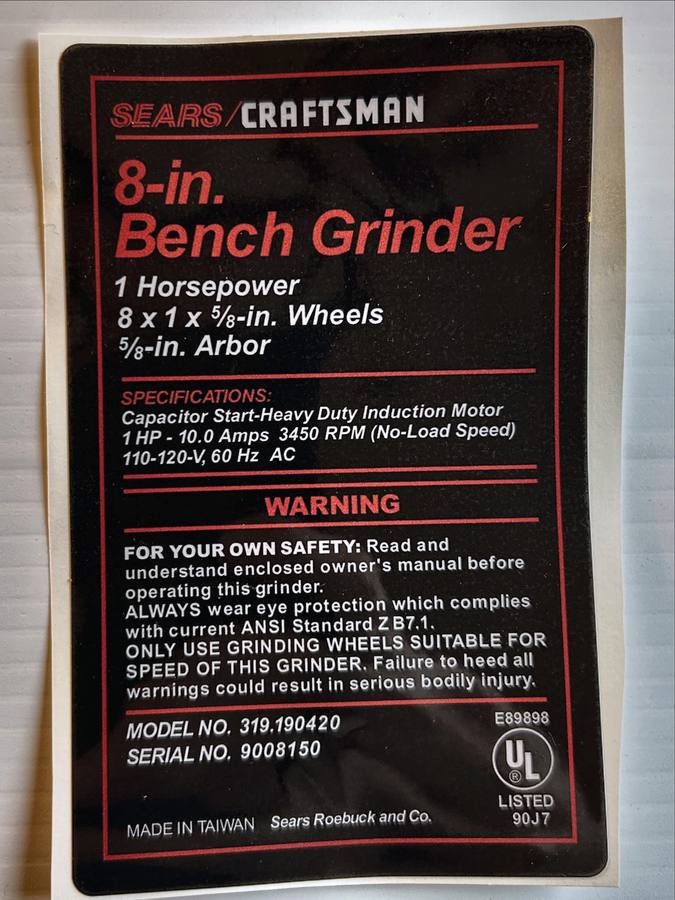 SEARS/CRAFTSMAN
8-in.
Bench Grinder
1 Horsepower
8 x 1 x 5/8-in. Wheels
5/8-in. Arbor
SPECIFICATIONS:
Capacitor Start-Heavy Duty Induction Motor
1 HP - 10.0 Amps 3450 RPM (No-Load Speed)
110-120-V, 60 Hz AC
WARNING
FOR YOUR OWN SAFETY: Read and
understand enclosed owner's manual before
operating this grinder.
ALWAYS wear eye protection which complies
with current ANSI Standard Z B7.1.
ONLY USE GRINDING WHEELS SUITABLE FOR
SPEED OF THIS GRINDER. Failure to heed all
warnings could result in serious bodily injury.
MODEL NO. 319.190420
SERIAL NO. 9008150
E89898
UL
®
LISTED
90J7
MADE IN TAIWAN Sears Roebuck and Co.